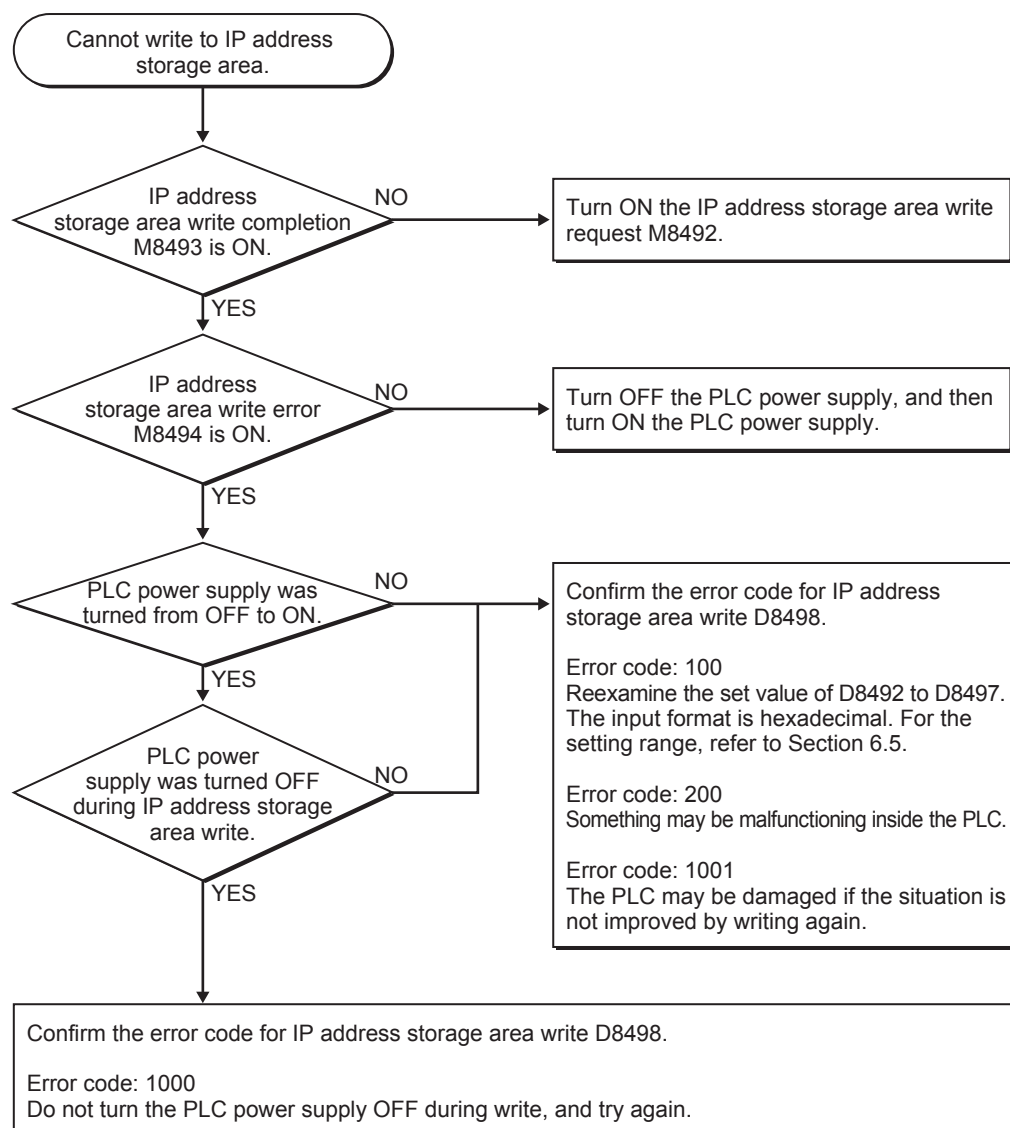 Cannot write to IP address
storage area.
IP address
storage area write completion
M8493 is ON.
NO
Turn ON the IP address storage area write
request M8492.
YES
IP address
storage area write error
M8494 is ON.
NO
Turn OFF the PLC power supply, and then
turn ON the PLC power supply.
YES
PLC power supply was
turned from OFF to ON.
NO
Confirm the error code for IP address
storage area write D8498.
Error code: 100
Reexamine the set value of D8492 to D8497.
The input format is hexadecimal. For the
setting range, refer to Section 6.5.
Error code: 200
Something may be malfunctioning inside the PLC.
Error code: 1001
The PLC may be damaged if the situation is
not improved by writing again.
YES
PLC power
supply was turned OFF
during IP address storage
area write.
NO
YES
Confirm the error code for IP address storage area write D8498.
Error code: 1000
Do not turn the PLC power supply OFF during write, and try again.